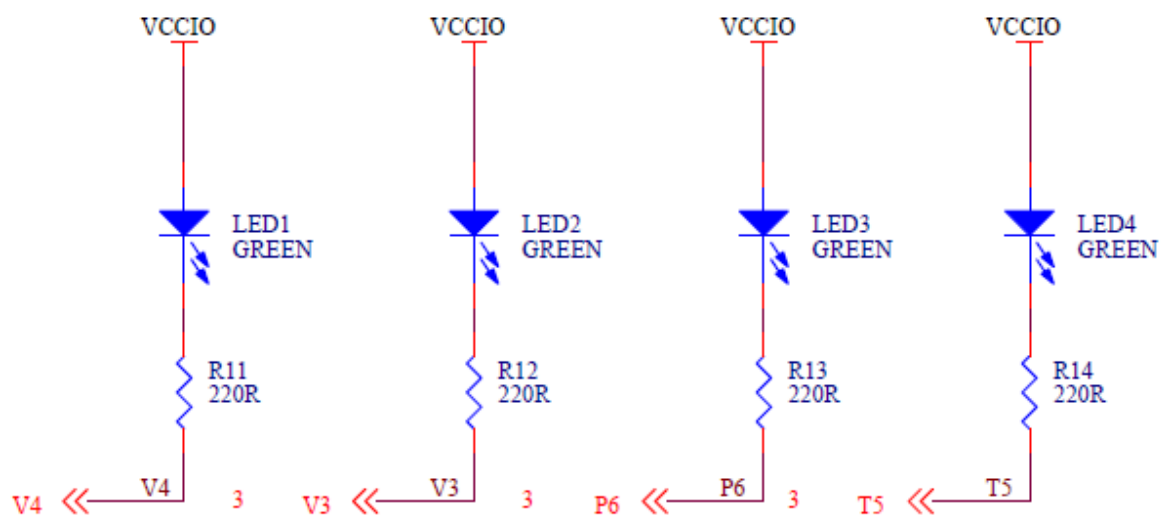 VCCIO VCCIO VCCIO VCCIO
LED1 LED2 LED3 LED4
GREEN GREEN GREEN GREEN
R11 R12 R13 R14
220R 220R 220R 220R
V4 V4 3 V3 V3 3 P6 P6 3 T5 T5